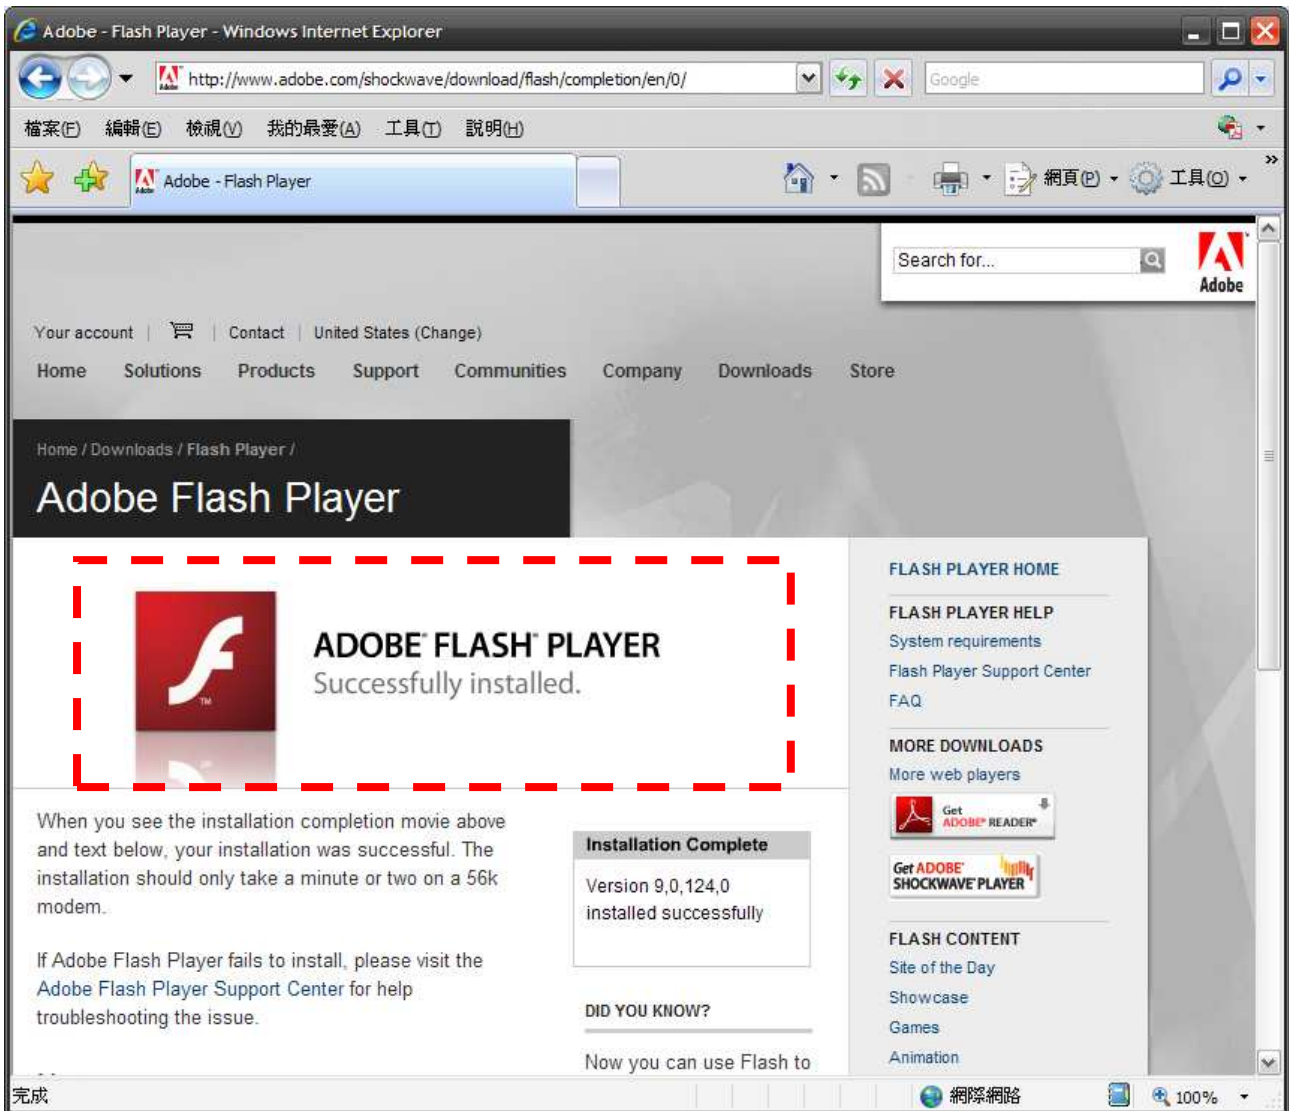 Adobe - Flash Player - Windows Internet Explorer
http://www.adobe.com/shockwave/download/flash/completion/en/0/
Google
檔案(F) 編輯(E) 檢視(V) 我的最愛(A) 工具(T) 說明(H)
Adobe - Flash Player
網頁(P) 工具(O)
Search for...
Adobe
Your account | | Contact | United States (Change)
Home Solutions Products Support Communities Company Downloads Store
Home / Downloads / Flash Player /
Adobe Flash Player
ADOBE® FLASH® PLAYER
Successfully installed.
When you see the installation completion movie above
and text below, your installation was successful. The
installation should only take a minute or two on a 56k
modem.
If Adobe Flash Player fails to install, please visit the
Adobe Flash Player Support Center for help
troubleshooting the issue.
Installation Complete
Version 9,0,124,0
installed successfully
DID YOU KNOW?
Now you can use Flash to
FLASH PLAYER HOME
FLASH PLAYER HELP
System requirements
Flash Player Support Center
FAQ
MORE DOWNLOADS
More web players
Get
ADOBE® READER®
Get ADOBE®
SHOCKWAVE® PLAYER
FLASH CONTENT
Site of the Day
Showcase
Games
Animation
完成
網際網路
100%